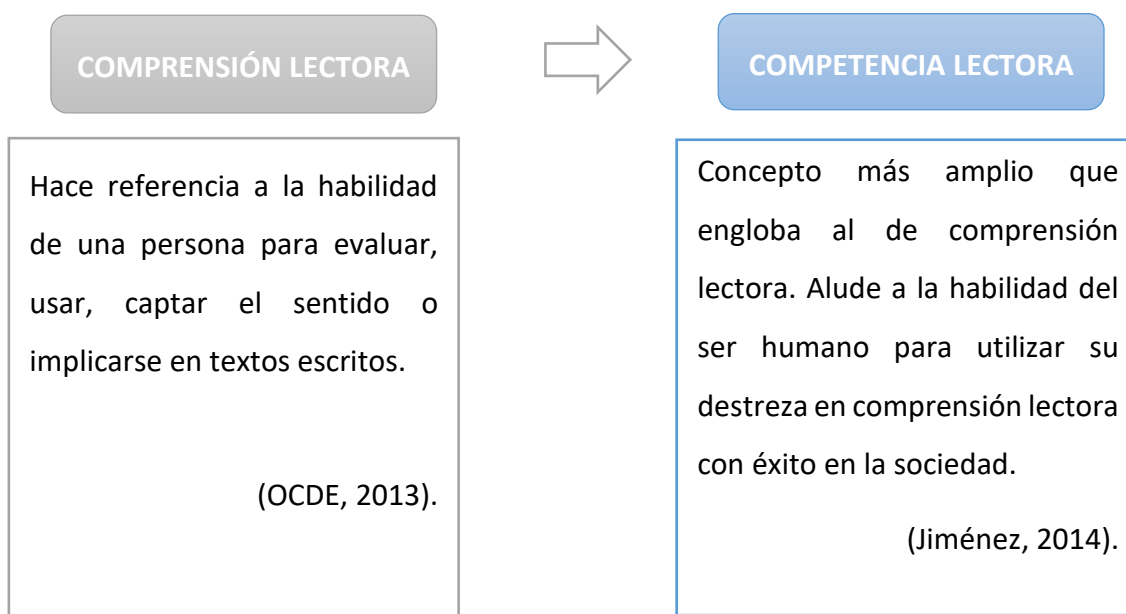 COMPRENSIÓN LECTORA
Hace referencia a la habilidad
de una persona para evaluar,
usar, captar el sentido o
implicarse en textos escritos.
(OCDE, 2013).
COMPETENCIA LECTORA
Concepto más amplio que
engloba al de comprensión
lectora. Alude a la habilidad del
ser humano para utilizar su
destreza en comprensión lectora
con éxito en la sociedad.
(Jiménez, 2014).